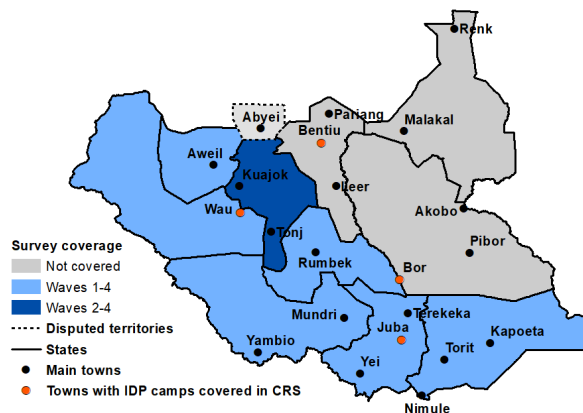 Renk
Pariang
Abyei
Malakal
Bentiu
Aweil
Kuajok
Leer
Wau
Akobo
Tonj
Pibor
Rumbek
Bor
Mundri
Terekeka
Juba
Kapoeta
Yambio
Yei
Torit
Nimule
Survey coverage
Not covered
Waves 1-4
Waves 2-4
Disputed territories
States
Main towns
Towns with IDP camps covered in CRS